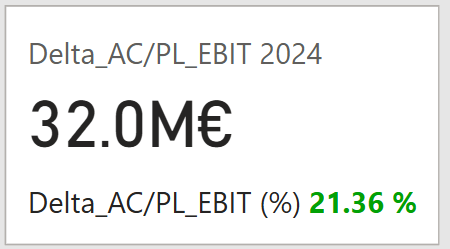 Delta_AC/PL_EBIT 2024
32.0M€
Delta_AC/PL_EBIT (%) 21.36 %